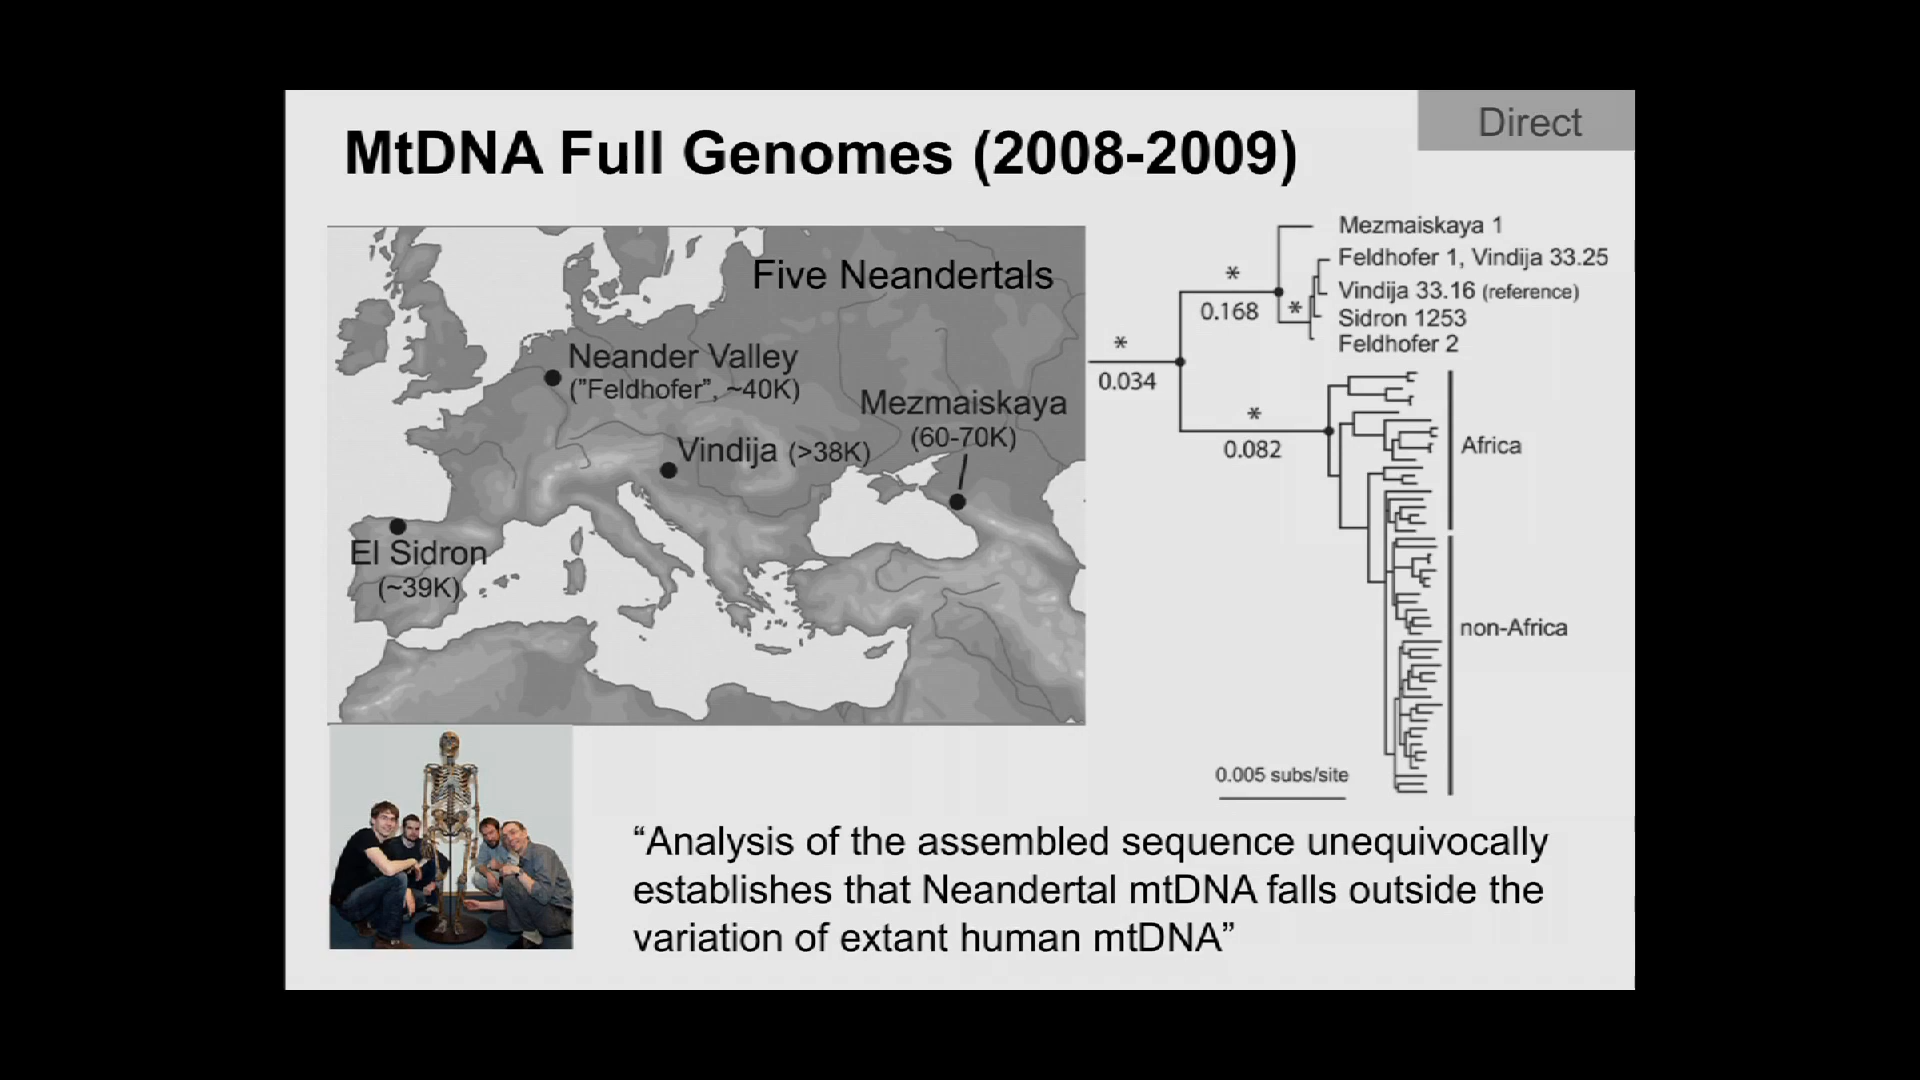 Direct
MtDNA Full Genomes (2008-2009)
Five Neandertals
Neander Valley
("Feldhofer", ~40K)
Mezmaiskaya
(60-70K)
Vindija (>38K)
El Sidron
(~39K)
Mezmaiskaya 1
Feldhofer 1, Vindija 33.25
Vindija 33.16 (reference)
Sidron 1253
Feldhofer 2
*
0.168
*
*
0.034
*
0.082
Africa
non-Africa
0.005 subs/site
“Analysis of the assembled sequence unequivocally
establishes that Neandertal mtDNA falls outside the
variation of extant human mtDNA”